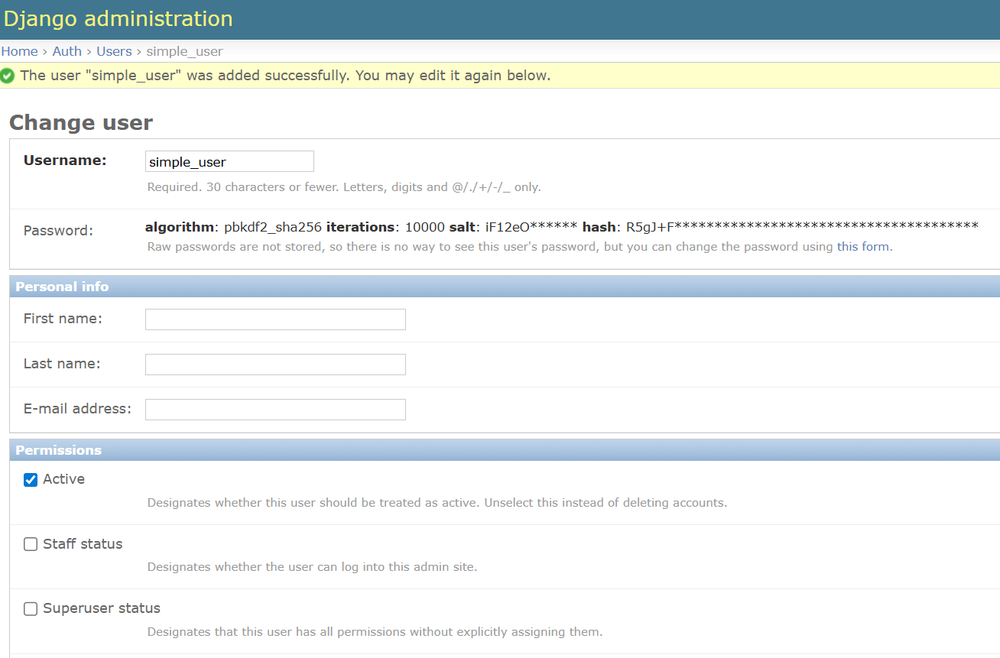 Django administration
Home › Auth › Users › simple_user
The user "simple_user" was added successfully. You may edit it again below.
Change user
Username: simple_user
Required. 30 characters or fewer. Letters, digits and @/./+/-/_ only.
Password: algorithm: pbkdf2_sha256 iterations: 10000 salt: iF12eO****** hash: R5gJ+F**************************************
Raw passwords are not stored, so there is no way to see this user's password, but you can change the password using this form.
Personal info
First name:
Last name:
E-mail address:
Permissions
Active
Designates whether this user should be treated as active. Unselect this instead of deleting accounts.
Staff status
Designates whether the user can log into this admin site.
Superuser status
Designates that this user has all permissions without explicitly assigning them.